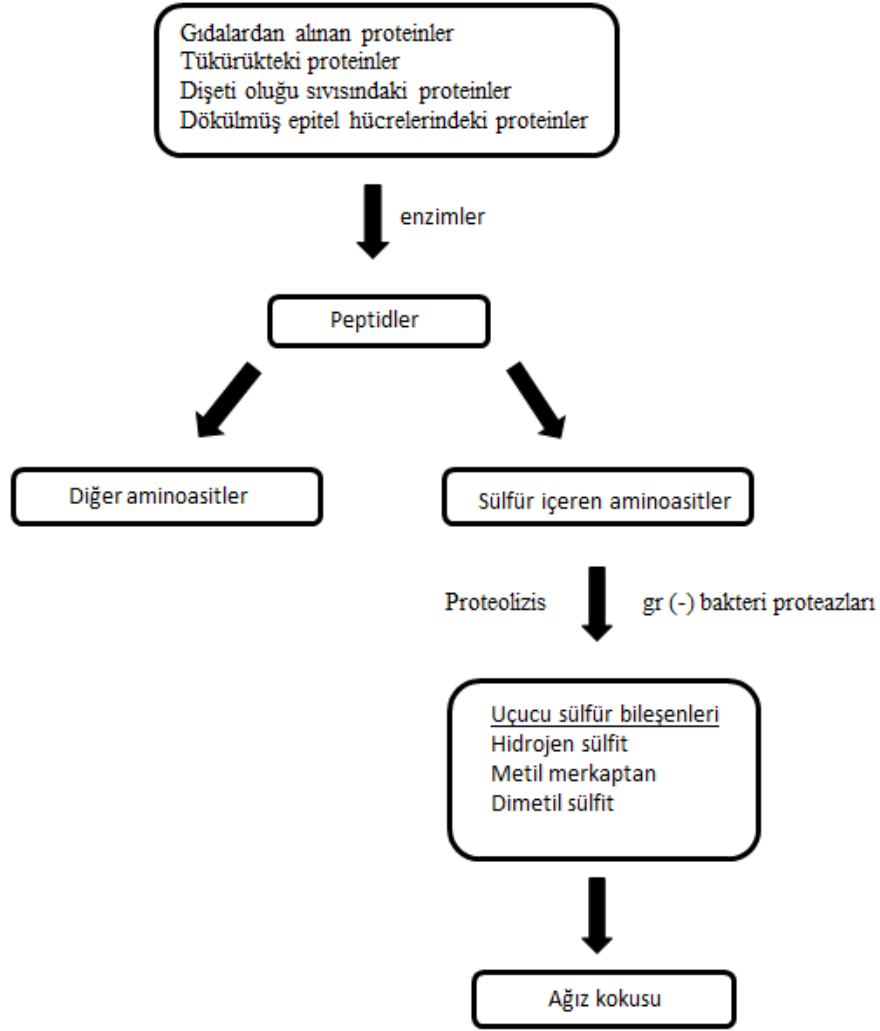 Gıdalardan alınan proteinler
Tükürükteki proteinler
Dişeti oluğu sıvısındaki proteinler
Dökülmüş epitel hücrelerindeki proteinler
enzimler
Peptidler
Diğer aminoasitler
Sülfür içeren aminoasitler
Proteolizis
gr (-) bakteri proteazları
Uçucu sülfür bileşenleri
Hidrojen sülfit
Metil merkaptan
Dimetil sülfit
Ağız kokusu